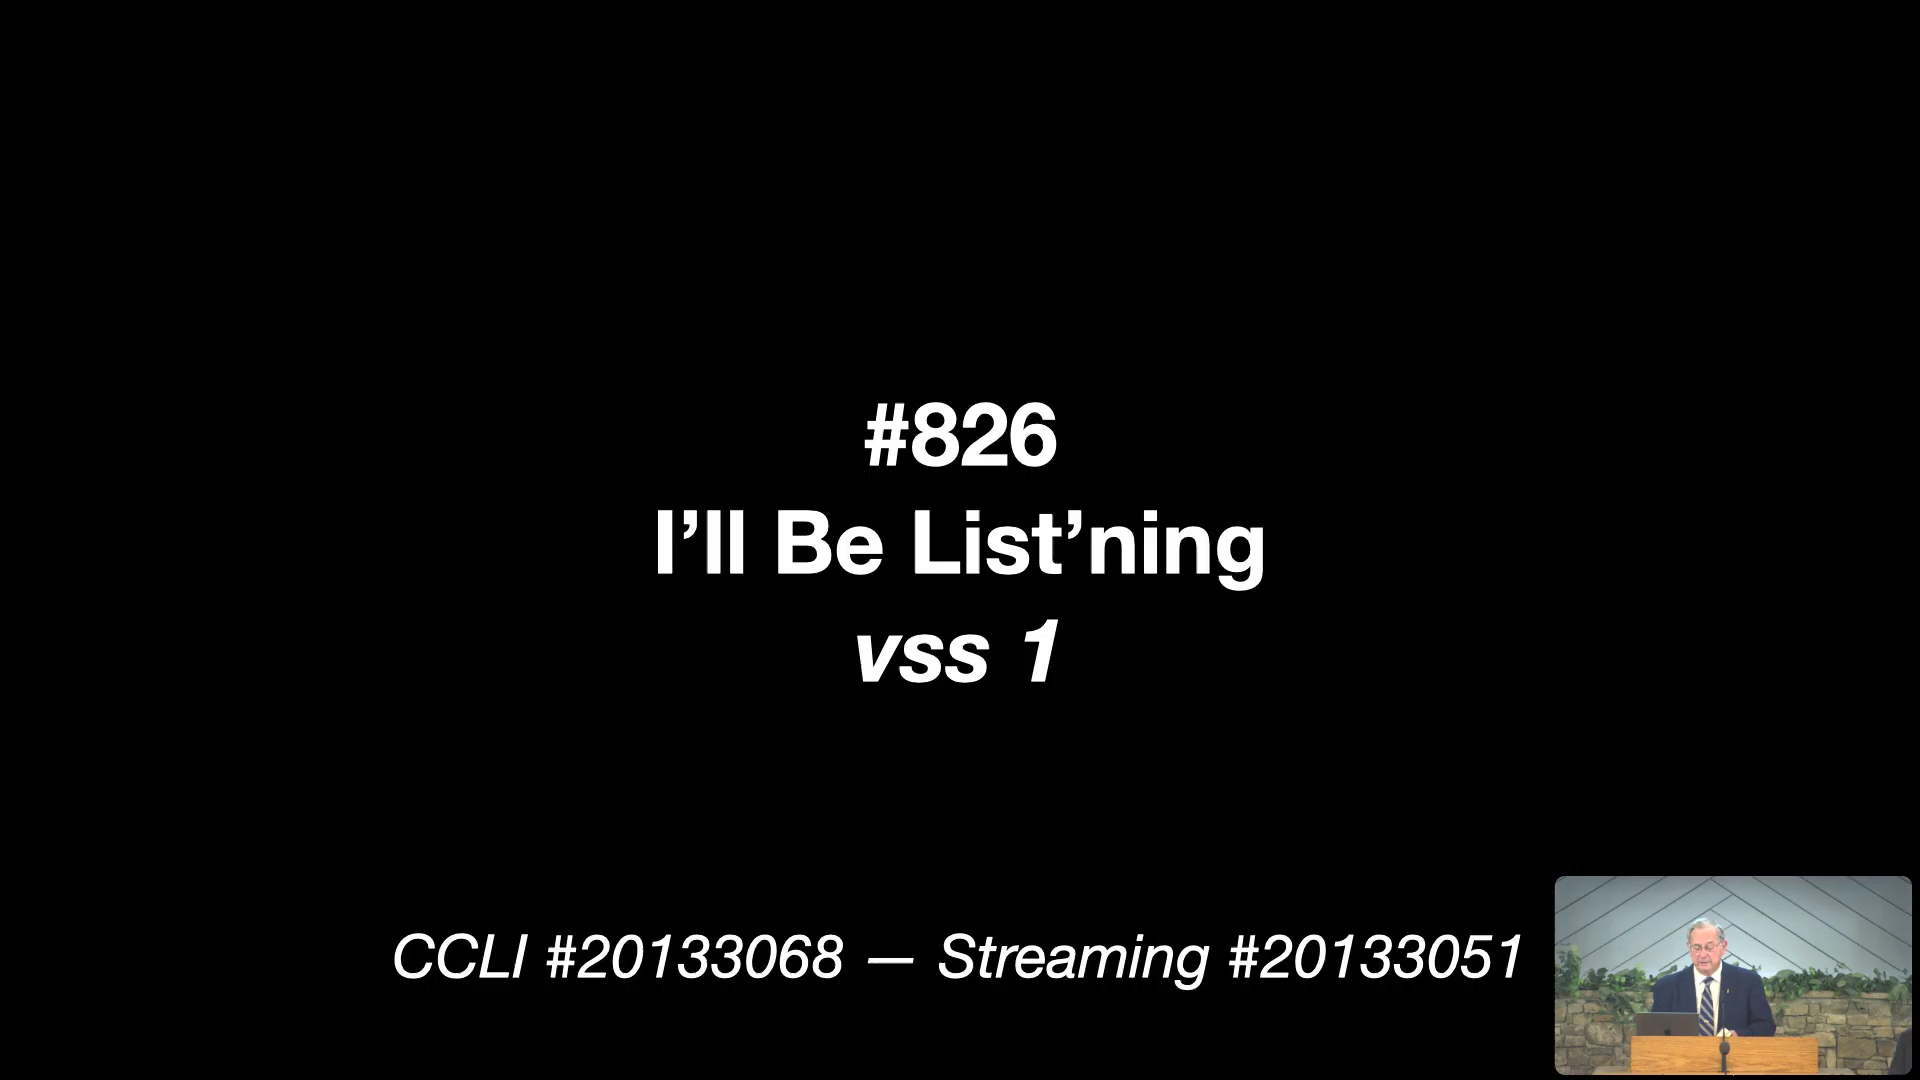 #826
I’ll Be List’ning
vss 1
CCLI #20133068 — Streaming #20133051